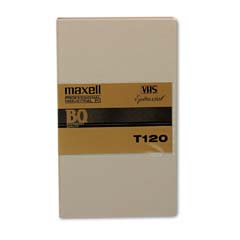 maxell
PROFESSIONAL
INDUSTRIAL
VHS
BQ
T120